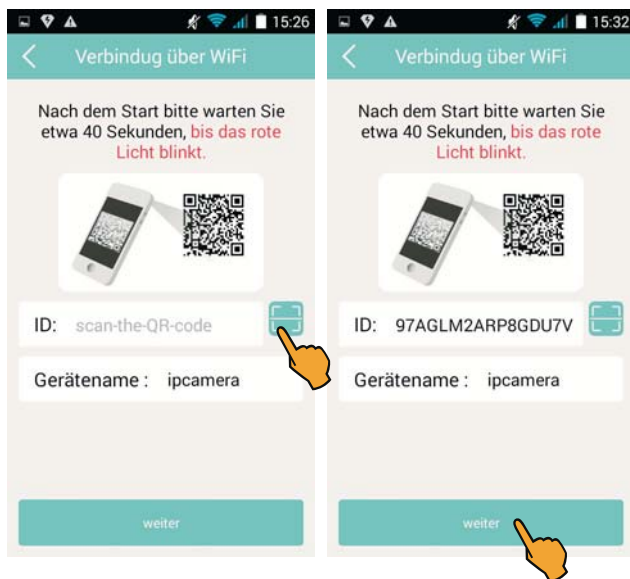 15:26
Verbindug über WiFi
Nach dem Start bitte warten Sie
etwa 40 Sekunden, bis das rote
Licht blinkt.
ID: scan-the-QR-code
Gerätename : ipcamera
weiter
15:32
Verbindug über WiFi
Nach dem Start bitte warten Sie
etwa 40 Sekunden, bis das rote
Licht blinkt.
ID: 97AGLM2ARP8GDU7V
Gerätename : ipcamera
weiter